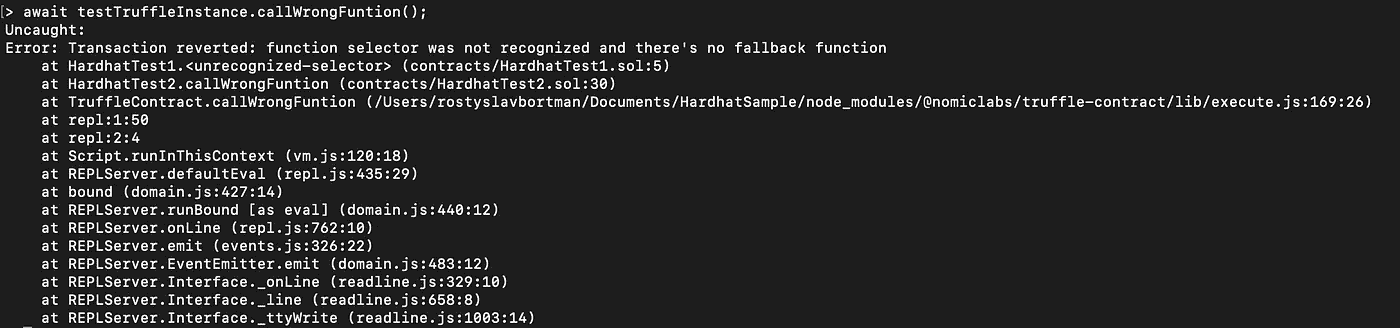 [> await testTruffleInstance.callWrongFuntion();
Uncaught:
Error: Transaction reverted: function selector was not recognized and there's no fallback function
at HardhatTest1.<unrecognized-selector> (contracts/HardhatTest1.sol:5)
at HardhatTest2.callWrongFuntion (contracts/HardhatTest2.sol:30)
at TruffleContract.callWrongFuntion (/Users/rostyslavbortman/Documents/HardhatSample/node_modules/@nomiclabs/truffle-contract/lib/execute.js:169:26)
at repl:1:50
at repl:2:4
at Script.runInThisContext (vm.js:120:18)
at REPLServer.defaultEval (repl.js:435:29)
at bound (domain.js:427:14)
at REPLServer.runBound [as eval] (domain.js:440:12)
at REPLServer.onLine (repl.js:762:10)
at REPLServer.emit (events.js:326:22)
at REPLServer.EventEmitter.emit (domain.js:483:12)
at REPLServer.Interface._onLine (readline.js:329:10)
at REPLServer.Interface._line (readline.js:658:8)
at REPLServer.Interface._ttyWrite (readline.js:1003:14)